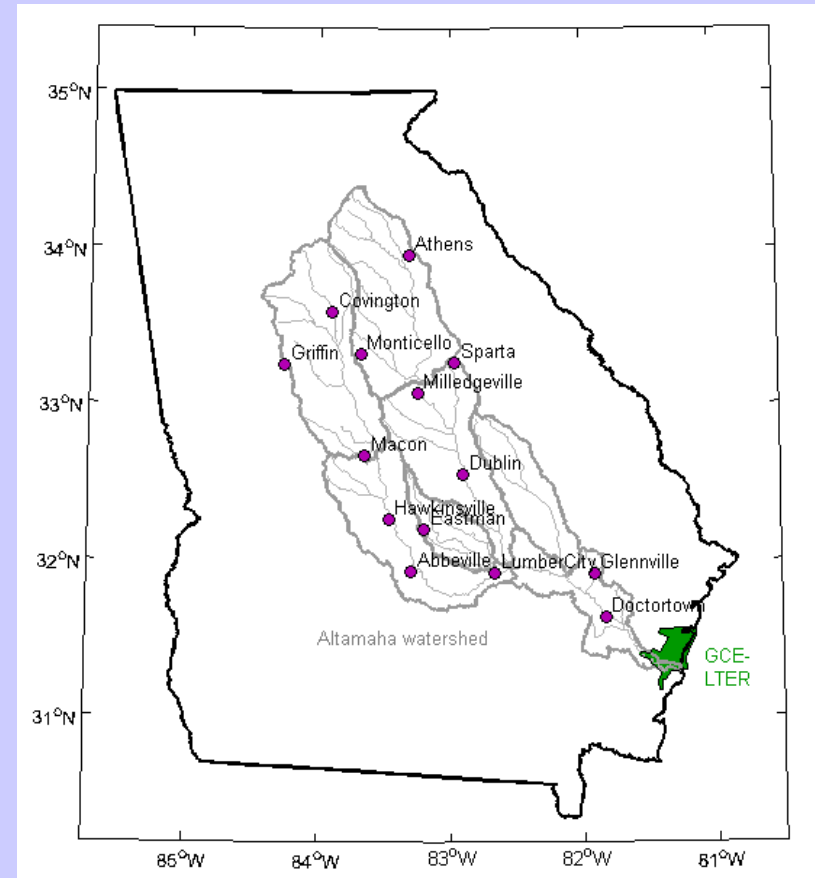 35°N
34°N
Athens
Covington
Monticello
Griffin
Sparta
Milledgeville
33°N
Macon
Dublin
Hawkinsville
Eastman
32°N
Abbeville
LumberCity
Glennville
Doctortown
Altamaha watershed
GCE-
LTER
31°N
85°W
84°W
83°W
82°W
81°W